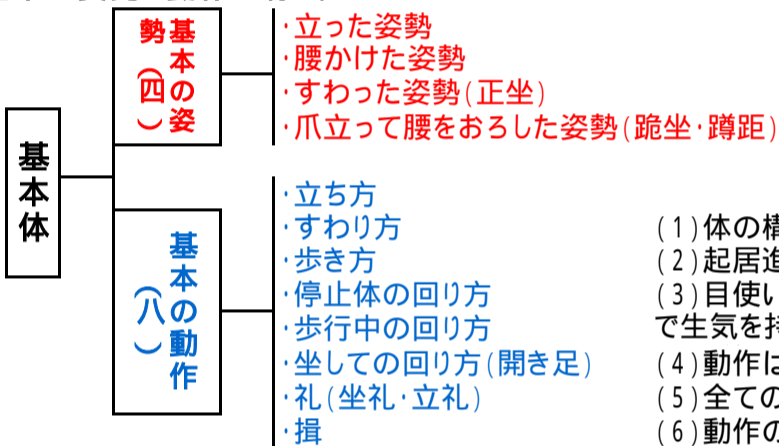 基本体
基本の姿
勢（四）
・立った姿勢
・腰かけた姿勢
・すわった姿勢(正坐)
・爪立って腰をおろした姿勢(跪坐・蹲距)
基本の動作
（八）
・立ち方
・すわり方
・歩き方
・停止体の回り方
・歩行中の回り方
・坐しての回り方(開き足)
・礼(坐礼・立礼)
・揖
(1)体の構
(2)起居進
(3)目使い
で生気を持
(4)動作は
(5)全ての
(6)動作の